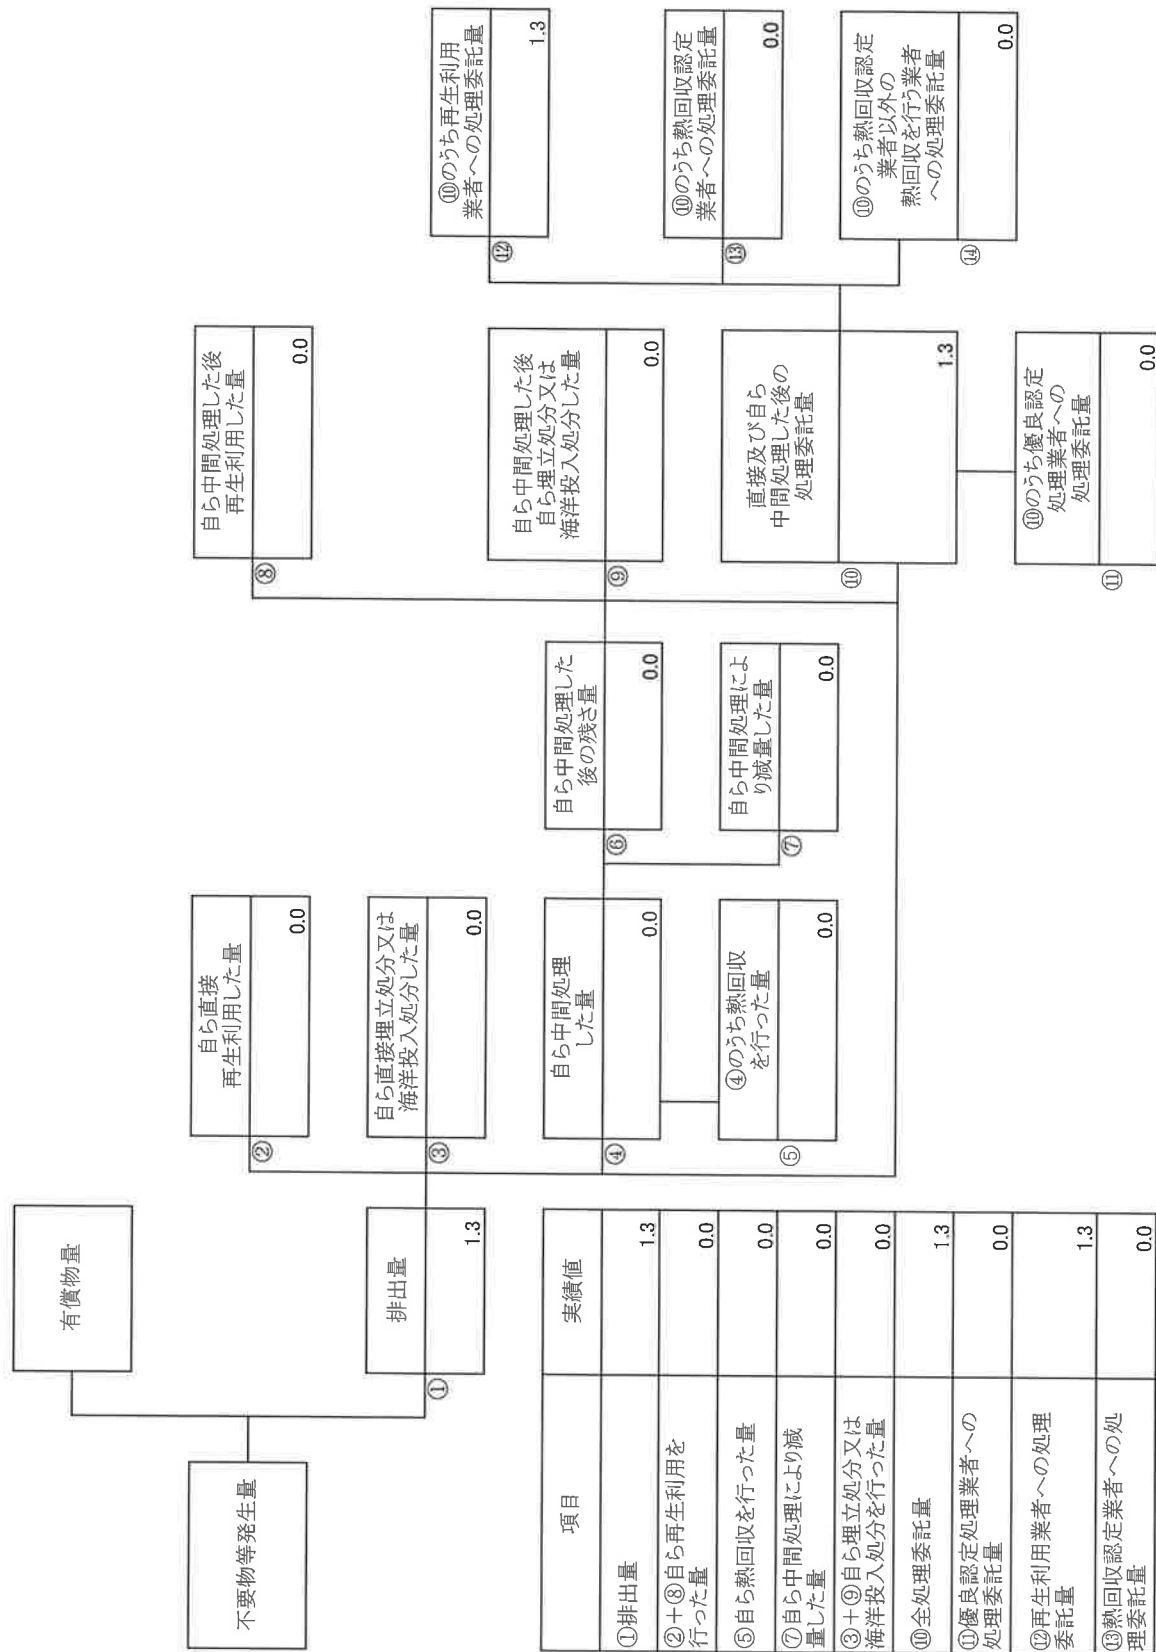 不要物等発生量
有償物量
①
排出量
1.3
②
自ら直接
再生利用した量
0.0
③
自ら直接埋立処分又は
海洋投入処分した量
0.0
④
自ら中間処理
した量
0.0
⑤
④のうち熱回収
を行った量
0.0
⑥
自ら中間処理した
後の残さ量
0.0
⑦
自ら中間処理によ
り減量した量
0.0
⑧
自ら中間処理した後
再生利用した量
0.0
⑨
自ら中間処理した後
自ら埋立処分又は
海洋投入処分した量
0.0
⑩
直接及び自ら
中間処理した後の
処理委託量
1.3
⑪
⑩のうち優良認定
処理業者への
処理委託量
0.0
⑫
⑩のうち再生利用
業者への処理委託量
1.3
⑬
⑩のうち熱回収認定
業者への処理委託量
0.0
⑭
⑩のうち熱回収認定
業者以外の
熱回収を行う業者
への処理委託量
0.0
項目 実績値
①排出量 1.3
②＋⑧自ら再生利用を
行った量 0.0
⑤自ら熱回収を行った量 0.0
⑦自ら中間処理により減
量した量 0.0
③＋⑨自ら埋立処分又は
海洋投入処分を行った量 0.0
⑩全処理委託量 1.3
⑪優良認定処理業者への
処理委託量 0.0
⑫再生利用業者への処理
委託量 1.3
⑬熱回収認定業者への処
理委託量 0.0